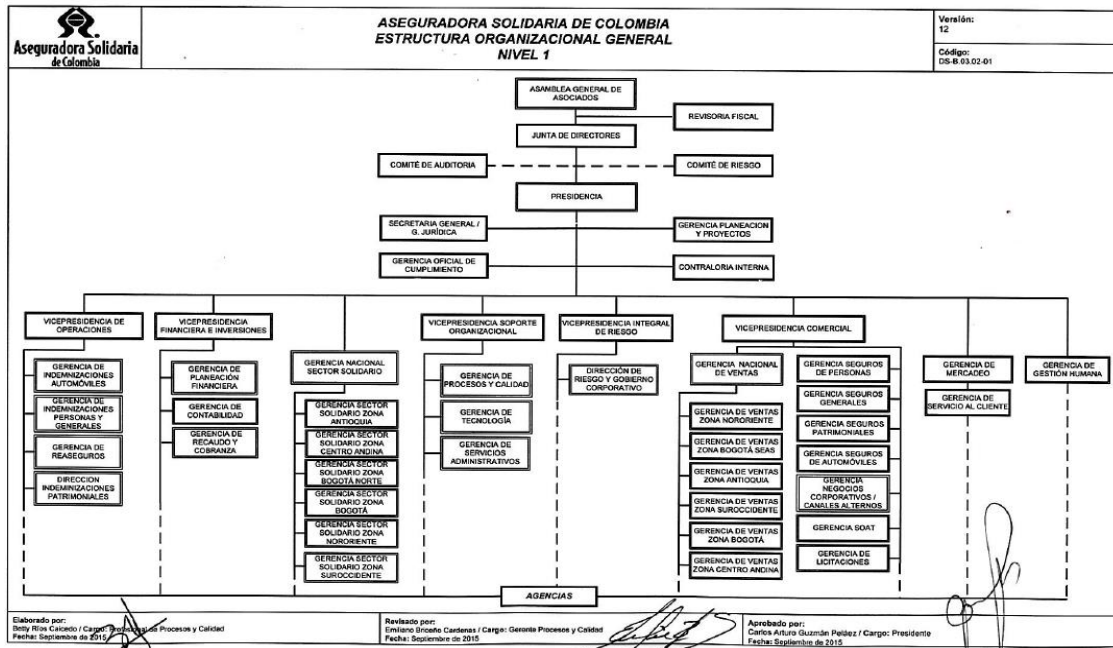 Aseguradora Solidaria
de Colombia
ASEGURADORA SOLIDARIA DE COLOMBIA
ESTRUCTURA ORGANIZACIONAL GENERAL
NIVEL 1
Versión:
12
Código:
DS-B.03.02-01
ASAMBLEA GENERAL DE
ASOCIADOS
REVISORIA FISCAL
JUNTA DE DIRECTORES
COMITÉ DE AUDITORIA
COMITÉ DE RIESGO
PRESIDENCIA
SECRETARIA GENERAL /
G. JURÍDICA
GERENCIA PLANEACION
Y PROYECTOS
GERENCIA OFICIAL DE
CUMPLIMIENTO
CONTRALORIA INTERNA
VICEPRESIDENCIA DE
OPERACIONES
VICEPRESIDENCIA
FINANCIERA E INVERSIONES
VICEPRESIDENCIA SOPORTE
ORGANIZACIONAL
VICEPRESIDENCIA INTEGRAL
DE RIESGO
VICEPRESIDENCIA COMERCIAL
GERENCIA DE
INDEMNIZACIONES
AUTOMÓVILES
GERENCIA DE
INDEMNIZACIONES
PERSONAS Y
GENERALES
GERENCIA DE
REASEGUROS
DIRECCION
INDEMINIZACIONES
PATRIMONIALES
GERENCIA DE
PLANEACIÓN
FINANCIERA
GERENCIA DE
CONTABILIDAD
GERENCIA DE
RECAUDO Y
COBRANZA
GERENCIA NACIONAL
SECTOR SOLIDARIO
GERENCIA SECTOR
SOLIDARIO ZONA
ANTIOQUIA
GERENCIA SECTOR
SOLIDARIO ZONA
CENTRO ANDINA
GERENCIA SECTOR
SOLIDARIO ZONA
BOGOTÁ NORTE
GERENCIA SECTOR
SOLIDARIO ZONA
BOGOTÁ
GERENCIA SECTOR
SOLIDARIO ZONA
NORORIENTE
GERENCIA SECTOR
SOLIDARIO ZONA
SUROCCIDENTE
GERENCIA DE
PROCESOS Y CALIDAD
GERENCIA DE
TECNOLOGÍA
GERENCIA DE
SERVICIOS
ADMINISTRATIVOS
DIRECCIÓN DE
RIESGO Y GOBIERNO
CORPORATIVO
GERENCIA NACIONAL
DE VENTAS
GERENCIA DE VENTAS
ZONA NORORIENTE
GERENCIA DE VENTAS
ZONA BOGOTÁ SEAS
GERENCIA DE VENTAS
ZONA ANTIOQUIA
GERENCIA DE VENTAS
ZONA SUROCCIDENTE
GERENCIA DE VENTAS
ZONA BOGOTÁ
GERENCIA DE VENTAS
ZONA CENTRO ANDINA
GERENCIA SEGUROS
DE PERSONAS
GERENCIA SEGUROS
GENERALES
GERENCIA SEGUROS
PATRIMONIALES
GERENCIA SEGUROS
DE AUTOMÓVILES
GERENCIA
NEGOCIOS
CORPORATIVOS /
CANALES ALTERNOS
GERENCIA SOAT
GERENCIA DE
LICITACIONES
GERENCIA DE
MERCADEO
GERENCIA DE
SERVICIO AL CLIENTE
GERENCIA DE
GESTIÓN HUMANA
AGENCIAS
Elaborado por:
Betty Ríos Caicedo / Cargo: Profesional de Procesos y Calidad
Fecha: Septiembre de 2015
Revisado por:
Emiliano Briceño Cardenas / Cargo: Gerente Procesos y Calidad
Fecha: Septiembre de 2015
Aprobado por:
Carlos Arturo Guzmán Peláez / Cargo: Presidente
Fecha: Septiembre de 2015